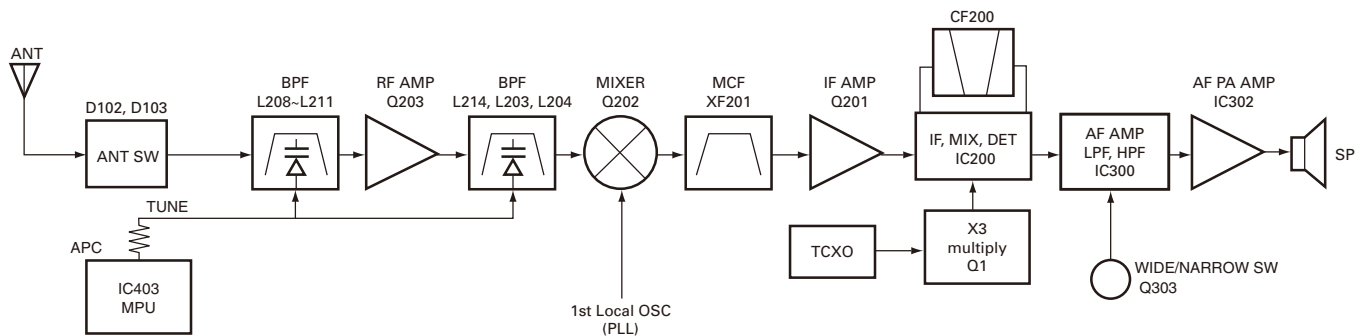 CF200
ANT
BPF
L208~L211
RF AMP
Q203
BPF
L214, L203, L204
MIXER
Q202
MCF
XF201
IF AMP
Q201
AF PA AMP
IC302
D102, D103
ANT SW
IF, MIX, DET
IC200
AF AMP
LPF, HPF
IC300
SP
TUNE
APC
IC403
MPU
TCXO
X3
multiply
Q1
WIDE/NARROW SW
Q303
1st Local OSC
(PLL)